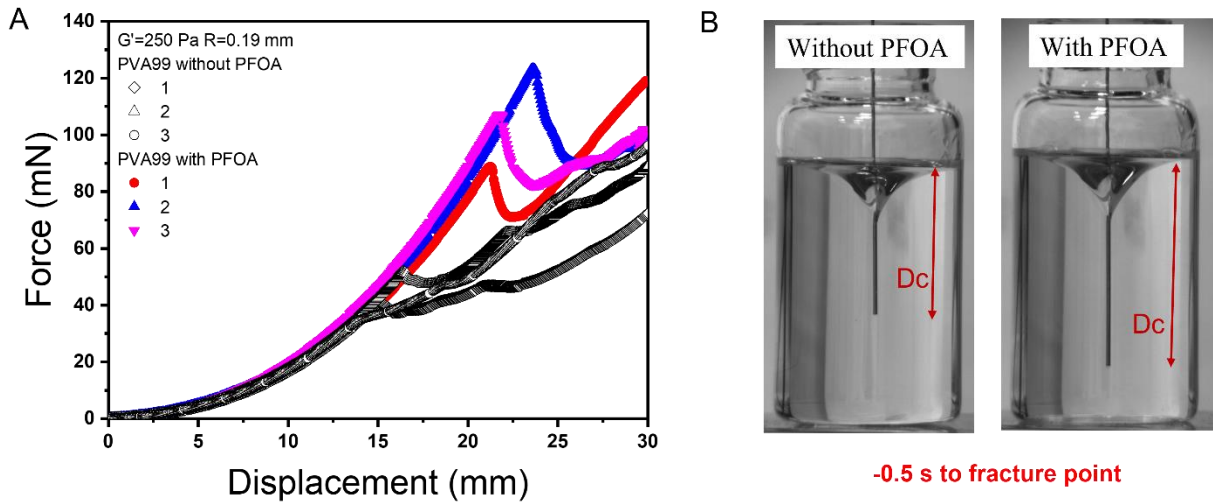 A
G'=250 Pa R=0.19 mm
PVA99 without PFOA
1
2
3
PVA99 with PFOA
1
2
3
Force (mN)
140
120
100
80
60
40
20
0
0 5 10 15 20 25 30
Displacement (mm)
B
Without PFOA
With PFOA
Dc
Dc
-0.5 s to fracture point